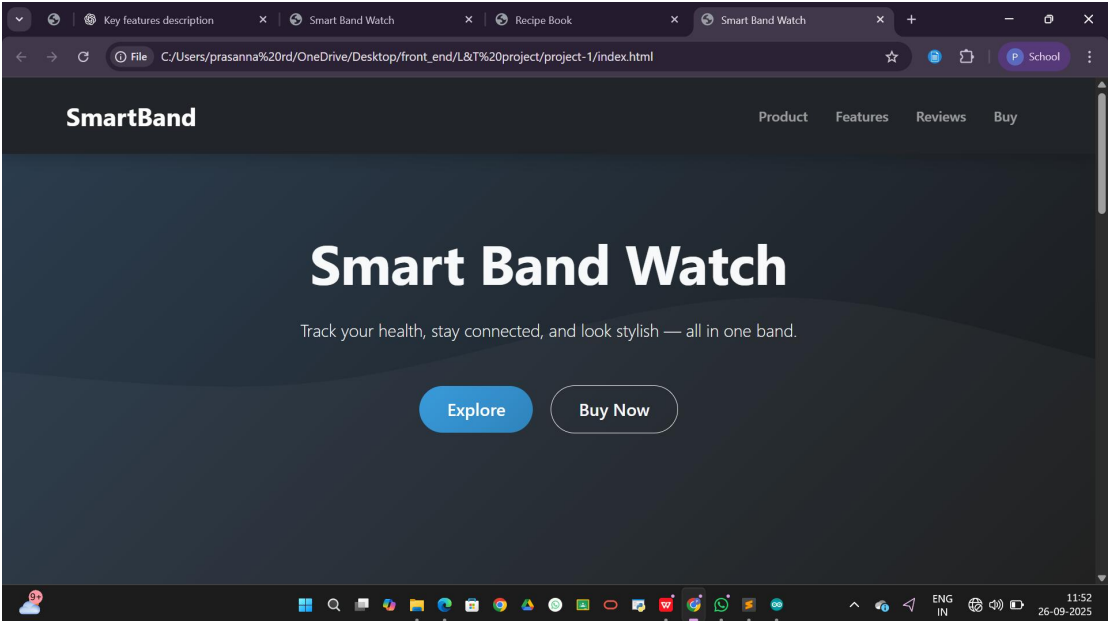 Key features description
Smart Band Watch
Recipe Book
Smart Band Watch
File
C:/Users/prasanna%20rd/OneDrive/Desktop/front_end/L&T%20project/project-1/index.html
P
School
SmartBand
Product
Features
Reviews
Buy
Smart Band Watch
Track your health, stay connected, and look stylish — all in one band.
Explore
Buy Now
9+
ENG
IN
11:52
26-09-2025